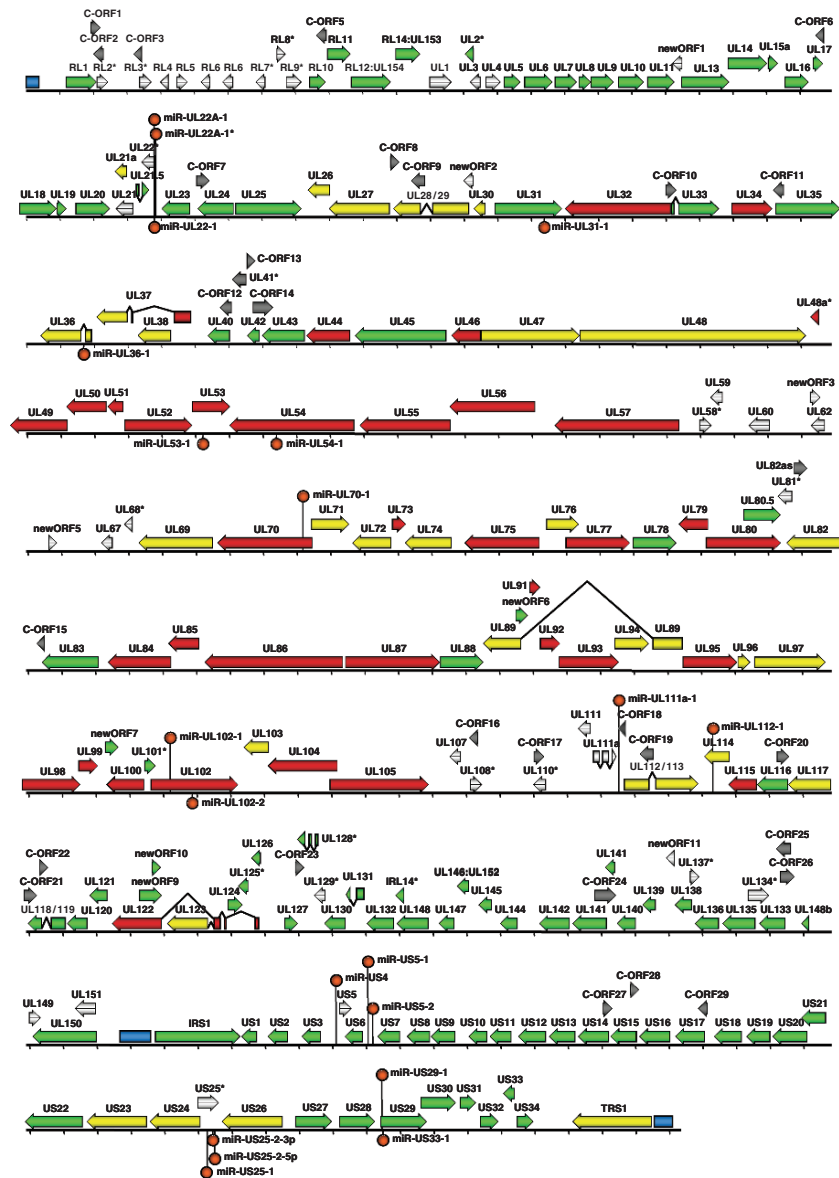 C-ORF1 C-ORF2 C-ORF3 RL8* C-ORF5 RL11 RL14:UL153 UL2* C-ORF6
newORF1 UL14 UL15a UL17
RL1 RL2* RL3* RL4 RL5 RL6 RL6 RL7* RL9* RL10 RL12:UL154 UL1 UL3 UL4 UL5 UL6 UL7 UL8 UL9 UL10 UL11 UL13 UL16
miR-UL22A-1
miR-UL22A-1*
UL22* UL21a UL21.5 C-ORF7 UL26 C-ORF8 C-ORF9 newORF2 C-ORF10 C-ORF11
UL18 UL19 UL20 UL21 UL23 UL24 UL25 UL27 UL28/29 UL30 UL31 UL32 UL33 UL34 UL35
miR-UL22-1 miR-UL31-1
C-ORF13
UL41*
UL37 C-ORF12 C-ORF14 UL48a*
UL36 UL38 UL40 UL42 UL43 UL44 UL45 UL46 UL47 UL48
miR-UL36-1
UL50 UL51 UL53 UL56 UL59 newORF3
UL49 UL52 UL54 UL55 UL57 UL58* UL60 UL62
miR-UL53-1 miR-UL54-1
UL82as
UL81*
miR-UL70-1
UL68* UL71 UL73 UL76 UL79 UL80.5
newORF5 UL67 UL69 UL70 UL72 UL74 UL75 UL77 UL78 UL80 UL82
UL91
newORF6
C-ORF15 UL85 UL89 UL92 UL94 UL89
UL83 UL84 UL86 UL87 UL88 UL93 UL95 UL96 UL97
miR-UL111a-1
newORF7 miR-UL102-1 C-ORF16 UL111 C-ORF18 miR-UL112-1
UL99 UL101* UL103 UL104 UL107 C-ORF17 UL111a C-ORF19 UL114 C-ORF20
UL98 UL100 UL102 UL105 UL108* UL110* UL112/113 UL115 UL116 UL117
miR-UL102-2
UL126 UL128*
C-ORF22 newORF10 UL125* C-ORF23 UL146:UL152 UL141 newORF11 C-ORF25
C-ORF21 UL121 newORF9 UL124 UL129* UL131 IRL14* UL145 C-ORF24 UL139 UL138 UL137* UL134* C-ORF26
UL118/119 UL120 UL122 UL123 UL127 UL130 UL132 UL148 UL147 UL144 UL142 UL141 UL140 UL136 UL135 UL133 UL148b
miR-US5-1
miR-US4
C-ORF28
UL149 UL151 US5 miR-US5-2 C-ORF27 C-ORF29 US21
UL150 IRS1 US1 US2 US3 US6 US7 US8 US9 US10 US11 US12 US13 US14 US15 US16 US17 US18 US19 US20
miR-US29-1
US33
US25* US30 US31
US22 US23 US24 US26 US27 US28 US29 US32 US34 TRS1
miR-US25-2-3p miR-US33-1
miR-US25-2-5p
miR-US25-1